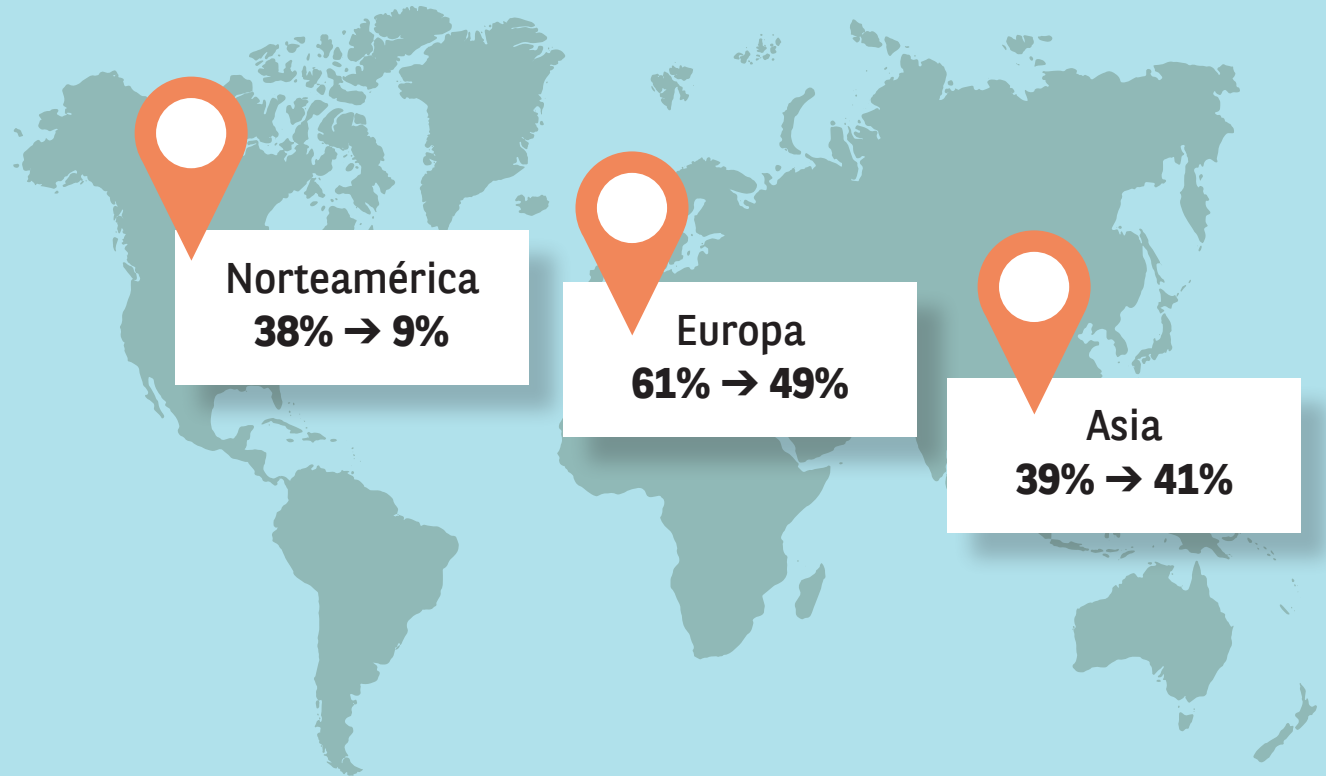 Norteamérica
38% → 9%
Europa
61% → 49%
Asia
39% → 41%